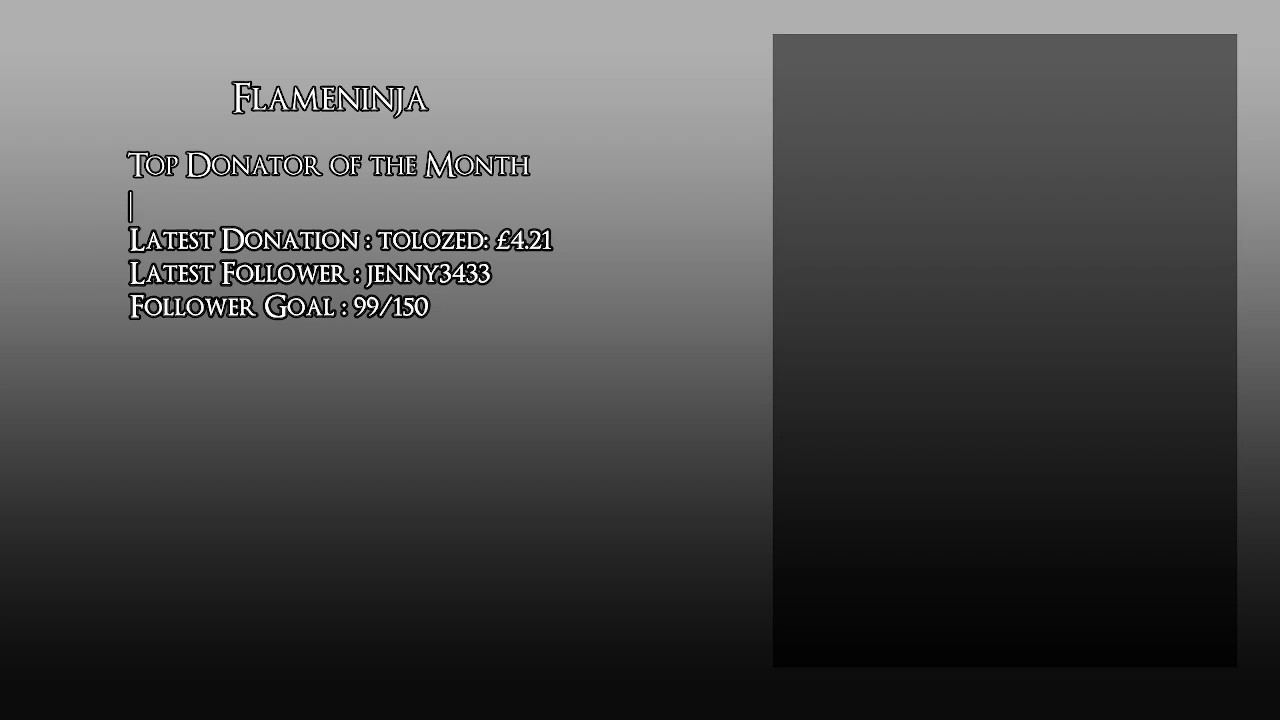 Flameninja
Top Donator of the Month
|
Latest Donation : tolozed: £4.21
Latest Follower : jenny3433
Follower Goal : 99/150